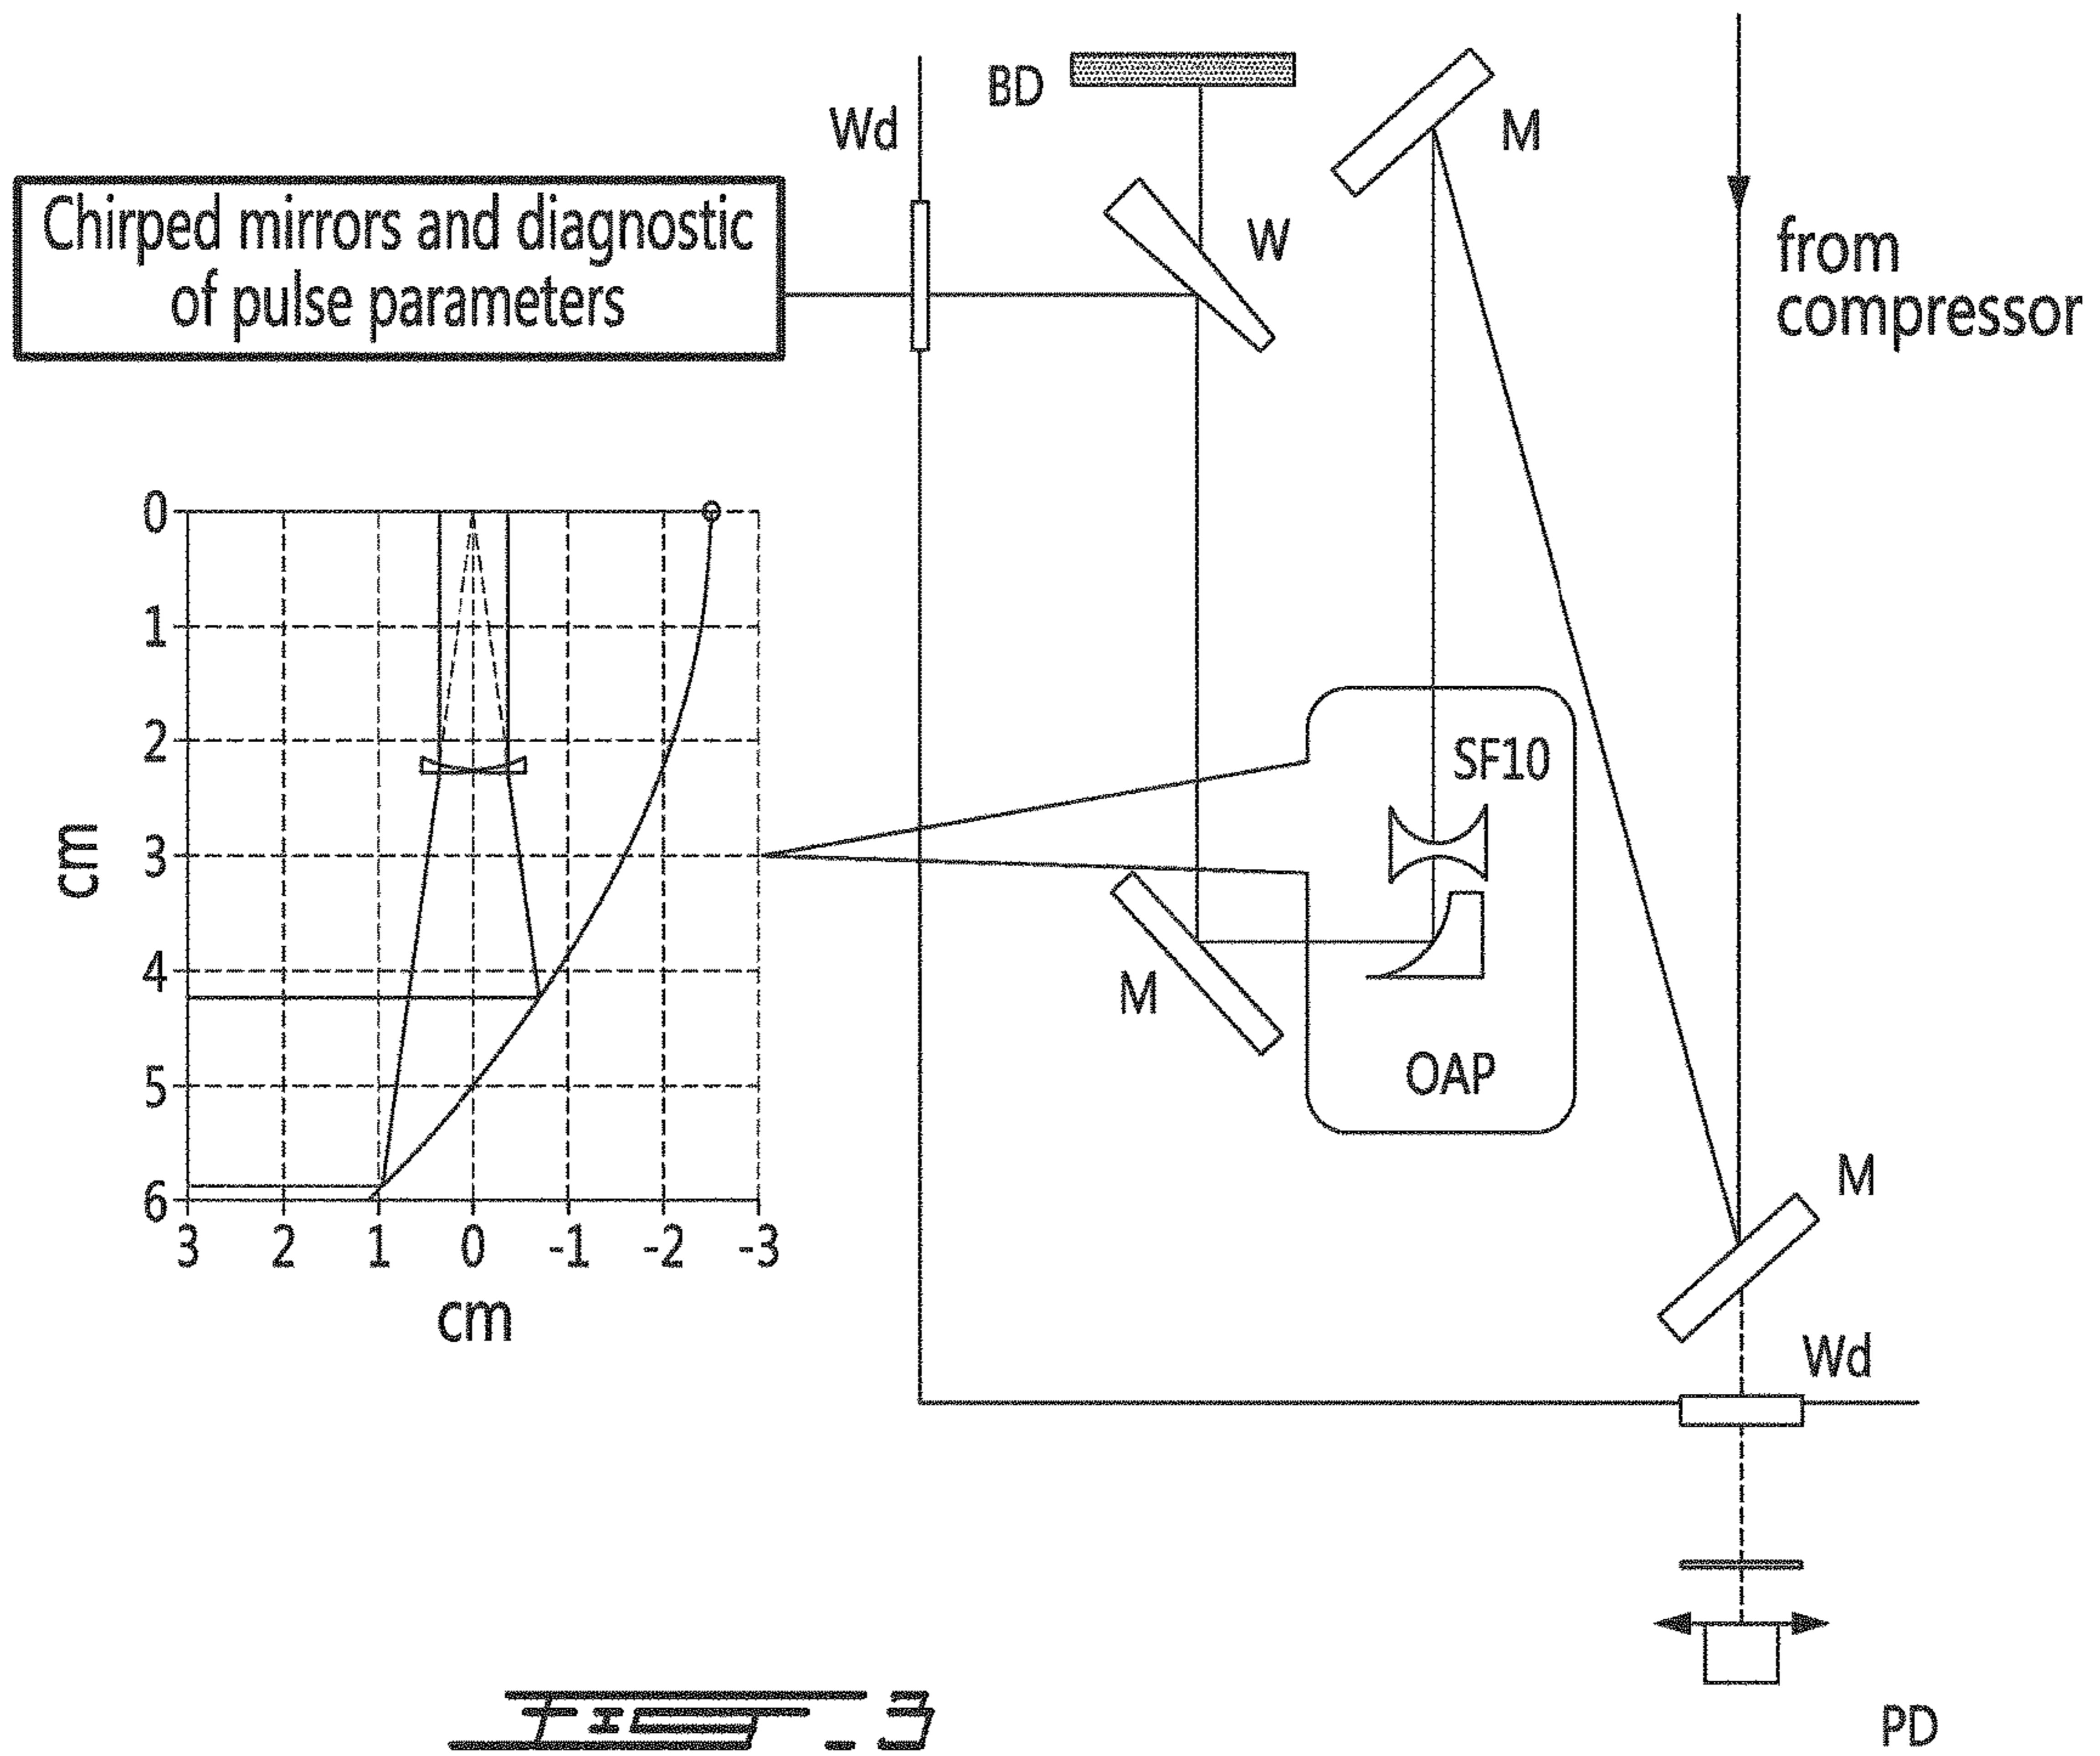 BD
Wd
M
Chirped mirrors and diagnostic
of pulse parameters
W
from
compressor
0
1
2
3
4
5
6
cm
3 2 1 0 -1 -2 -3
cm
SF10
M
OAP
M
Wd
PD
FIG. 3